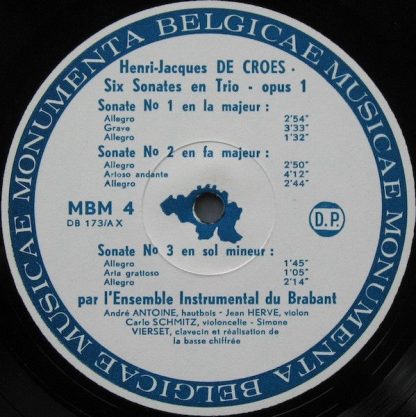 MONUMENTA BELGICAE MUSICAE MONUMENTA BELGICAE MUSICAE
Henri-Jacques DE CROES -
Six Sonates en Trio - opus 1
Sonate No 1 en la majeur :
Allegro 2'54"
Grave 3'33"
Allegro 1'32"
Sonate No 2 en fa majeur :
Allegro 2'50"
Arioso andante 4'12"
Allegro 2'44"
MBM 4
DB 173/AX
D.P.
Sonate No 3 en sol mineur :
Allegro 1'45"
Aria gratioso 1'05"
Allegro 2'14"
par l'Ensemble Instrumental du Brabant
André ANTOINE, hautbois - Jean HERVE, violon
Carlo SCHMITZ, violoncelle - Simone
VIERSET, clavecin et réalisation de
la basse chiffrée